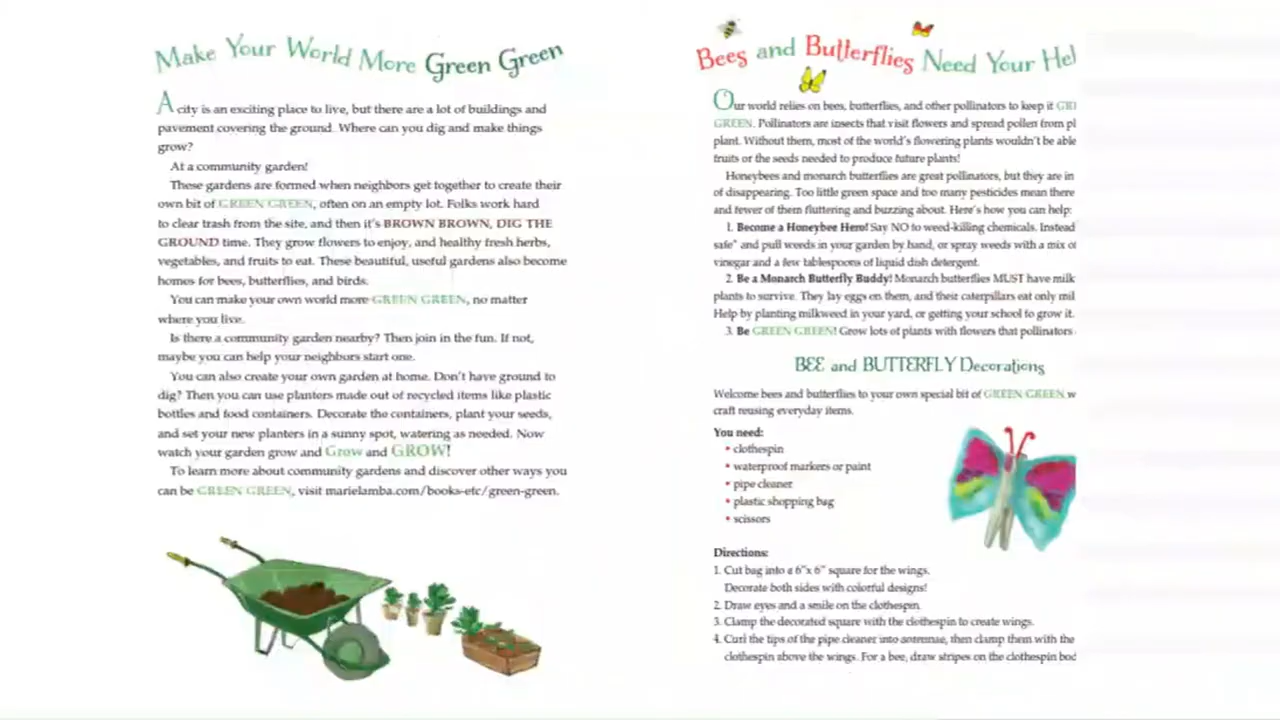 Make Your World More Green Green
A city is an exciting place to live, but there are a lot of buildings and
pavement covering the ground. Where can you dig and make things
grow?
At a community garden!
These gardens are formed when neighbors get together to create their
own bit of GREEN GREEN, often on an empty lot. Folks work hard
to clear trash from the site, and then it's BROWN BROWN, DIG THE
GROUND time. They grow flowers to enjoy, and healthy fresh herbs,
vegetables, and fruits to eat. These beautiful, useful gardens also become
homes for bees, butterflies, and birds.
You can make your own world more GREEN GREEN, no matter
where you live.
Is there a community garden nearby? Then join in the fun. If not,
maybe you can help your neighbors start one.
You can also create your own garden at home. Don't have ground to
dig? Then you can use planters made out of recycled items like plastic
bottles and food containers. Decorate the containers, plant your seeds,
and set your new planters in a sunny spot, watering as needed. Now
watch your garden grow and Grow and GROW!
To learn more about community gardens and discover other ways you
can be GREEN GREEN, visit marielamba.com/books-etc/green-green.
Bees and Butterflies Need Your Hel
Our world relies on bees, butterflies, and other pollinators to keep it GRE
GREEN. Pollinators are insects that visit flowers and spread pollen from pl
plant. Without them, most of the world's flowering plants wouldn't be able
fruits or the seeds needed to produce future plants!
Honeybees and monarch butterflies are great pollinators, but they are in
of disappearing. Too little green space and too many pesticides mean there
and fewer of them fluttering and buzzing about. Here's how you can help:
1. Become a Honeybee Hero! Say NO to weed-killing chemicals. Instead
safe" and pull weeds in your garden by hand, or spray weeds with a mix of
vinegar and a few tablespoons of liquid dish detergent.
2. Be a Monarch Butterfly Buddy! Monarch butterflies MUST have milk
plants to survive. They lay eggs on them, and their caterpillars eat only mil
Help by planting milkweed in your yard, or getting your school to grow it.
3. Be GREEN GREEN! Grow lots of plants with flowers that pollinators
BEE and BUTTERFLY Decorations
Welcome bees and butterflies to your own special bit of GREEN GREEN w
craft reusing everyday items.
You need:
• clothespin
• waterproof markers or paint
• pipe cleaner
• plastic shopping bag
• scissors
Directions:
1. Cut bag into a 6"x 6" square for the wings.
Decorate both sides with colorful designs!
2. Draw eyes and a smile on the clothespin.
3. Clamp the decorated square with the clothespin to create wings.
4. Curl the tips of the pipe cleaner into antennae, then clamp them with the
clothespin above the wings. For a bee, draw stripes on the clothespin bod